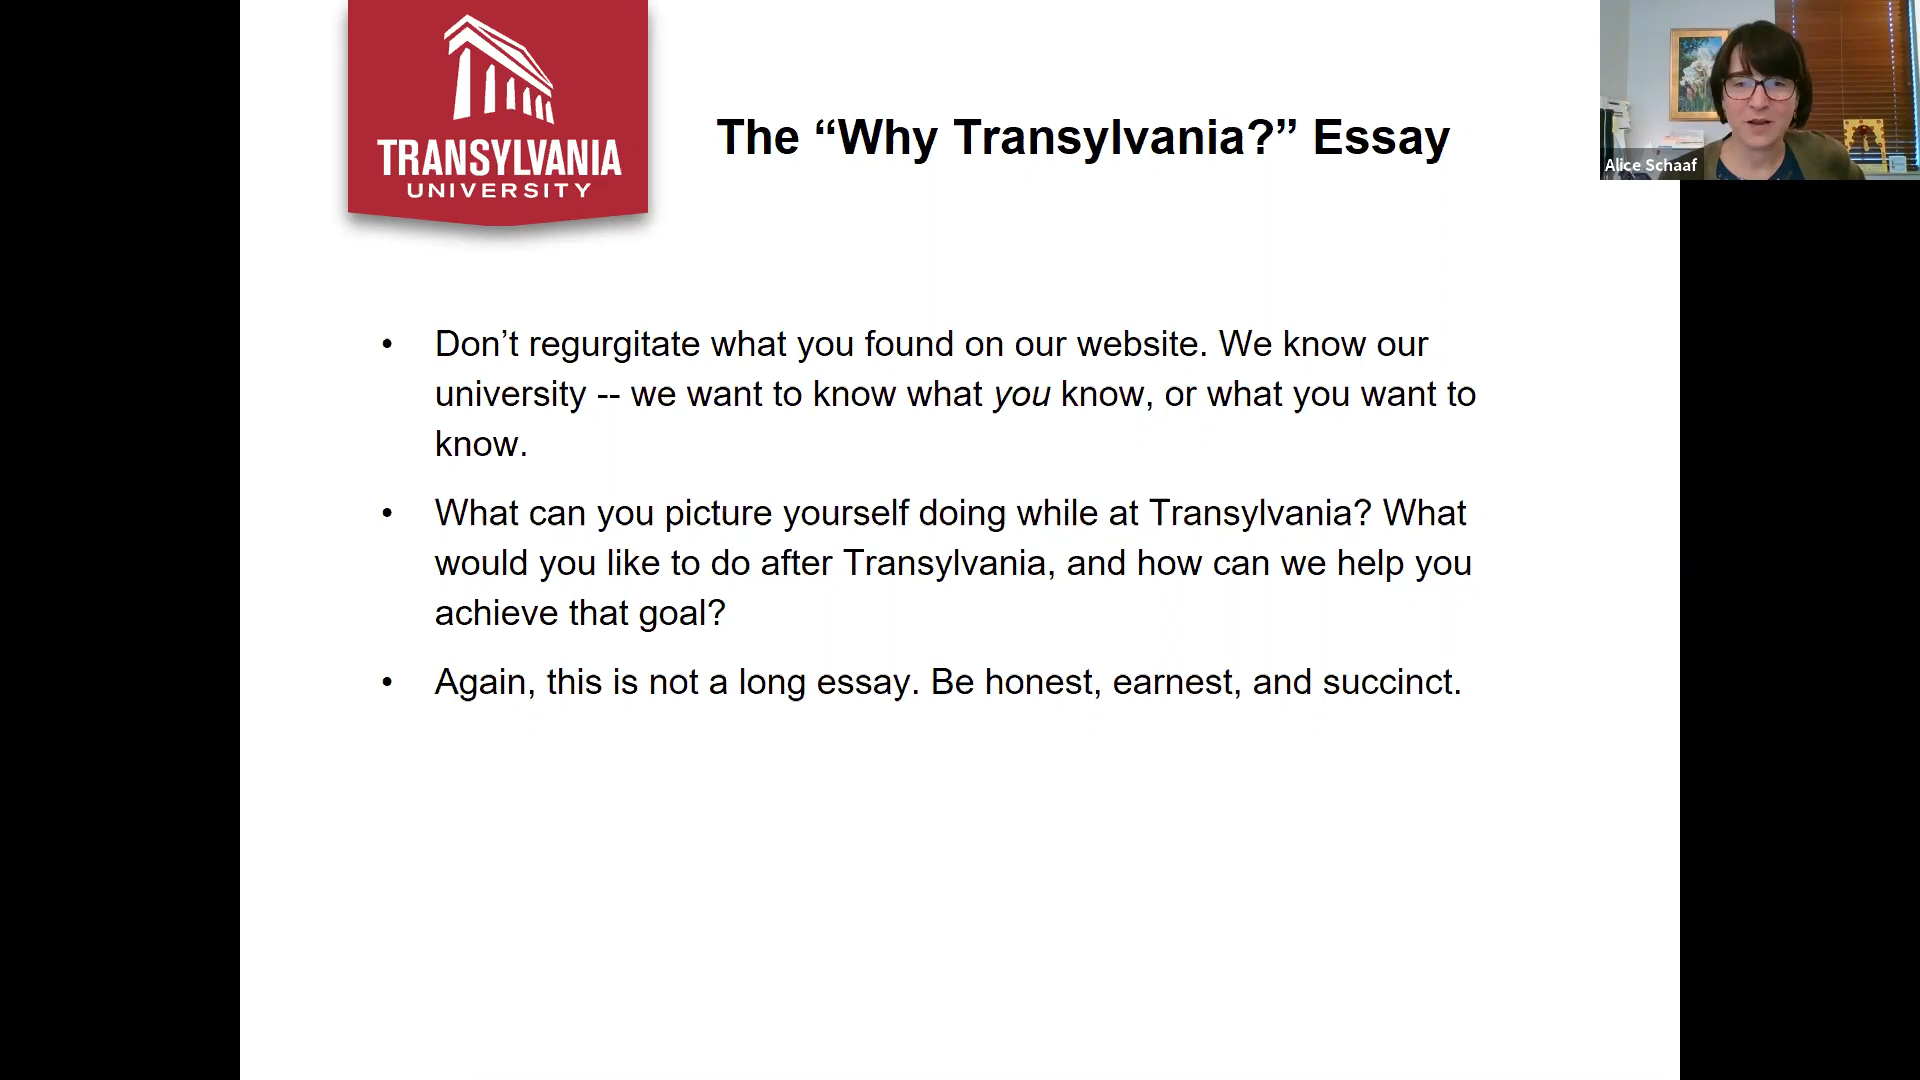 TRANSYLVANIA
UNIVERSITY
The “Why Transylvania?” Essay
Alice Schaaf
• Don’t regurgitate what you found on our website. We know our
university -- we want to know what you know, or what you want to
know.
• What can you picture yourself doing while at Transylvania? What
would you like to do after Transylvania, and how can we help you
achieve that goal?
• Again, this is not a long essay. Be honest, earnest, and succinct.